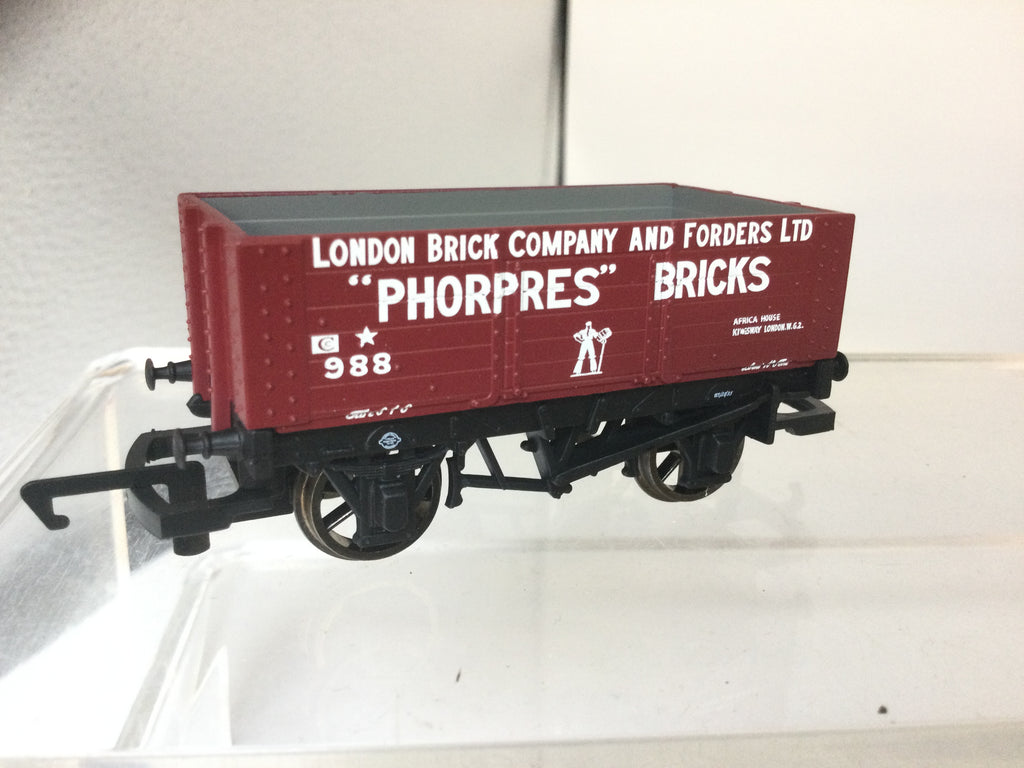 LONDON BRICK COMPANY AND FORDERS LTD
"PHORPRES" BRICKS
AFRICA HOUSE
KINGSWAY LONDON.W.G.2.
C
988